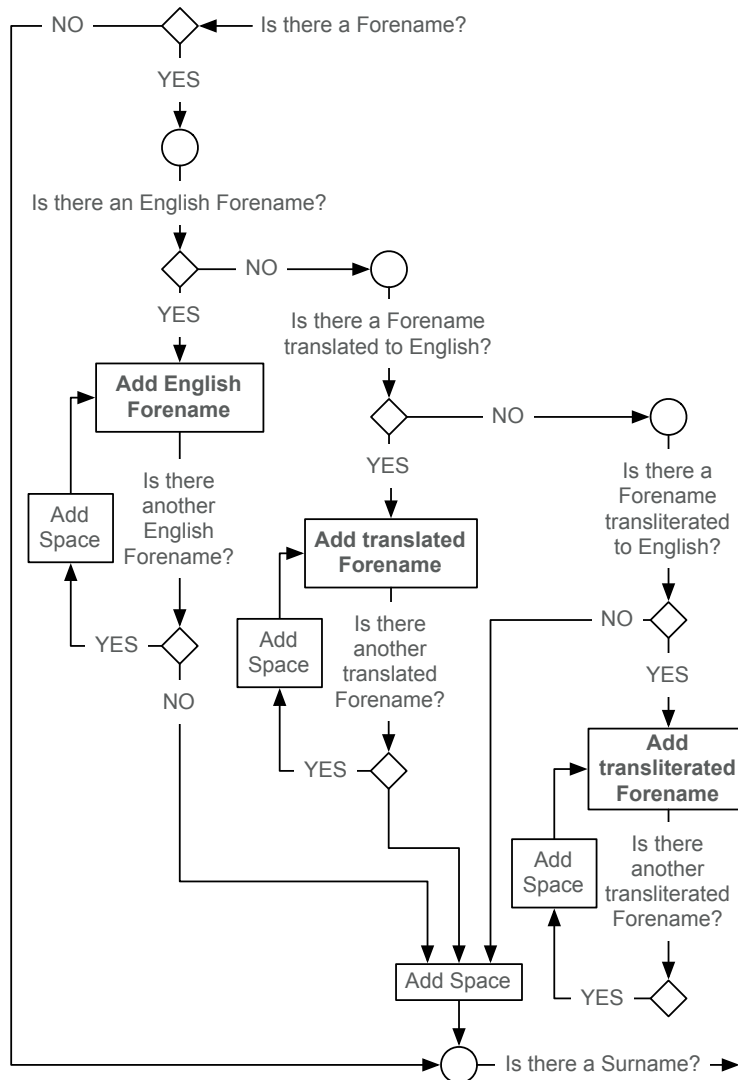 NO
Is there a Forename?
YES
Is there an English Forename?
NO
YES
Is there a Forename
translated to English?
Add English
Forename
NO
YES
Is there
another
English
Forename?
Add
Space
Is there a
Forename
transliterated
to English?
Add translated
Forename
YES
NO
Add
Space
Is there
another
translated
Forename?
NO
YES
YES
Add
transliterated
Forename
Is there
another
transliterated
Forename?
Add
Space
Add Space
YES
Is there a Surname?